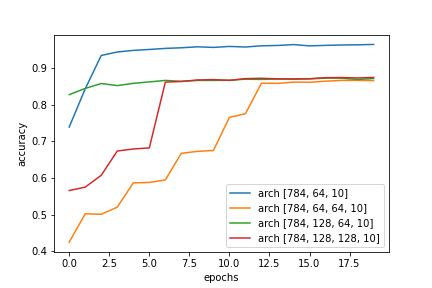 accuracy
0.9
0.8
0.7
0.6
0.5
0.4
0.0 2.5 5.0 7.5 10.0 12.5 15.0 17.5
epochs
arch [784, 64, 10]
arch [784, 64, 64, 10]
arch [784, 128, 64, 10]
arch [784, 128, 128, 10]